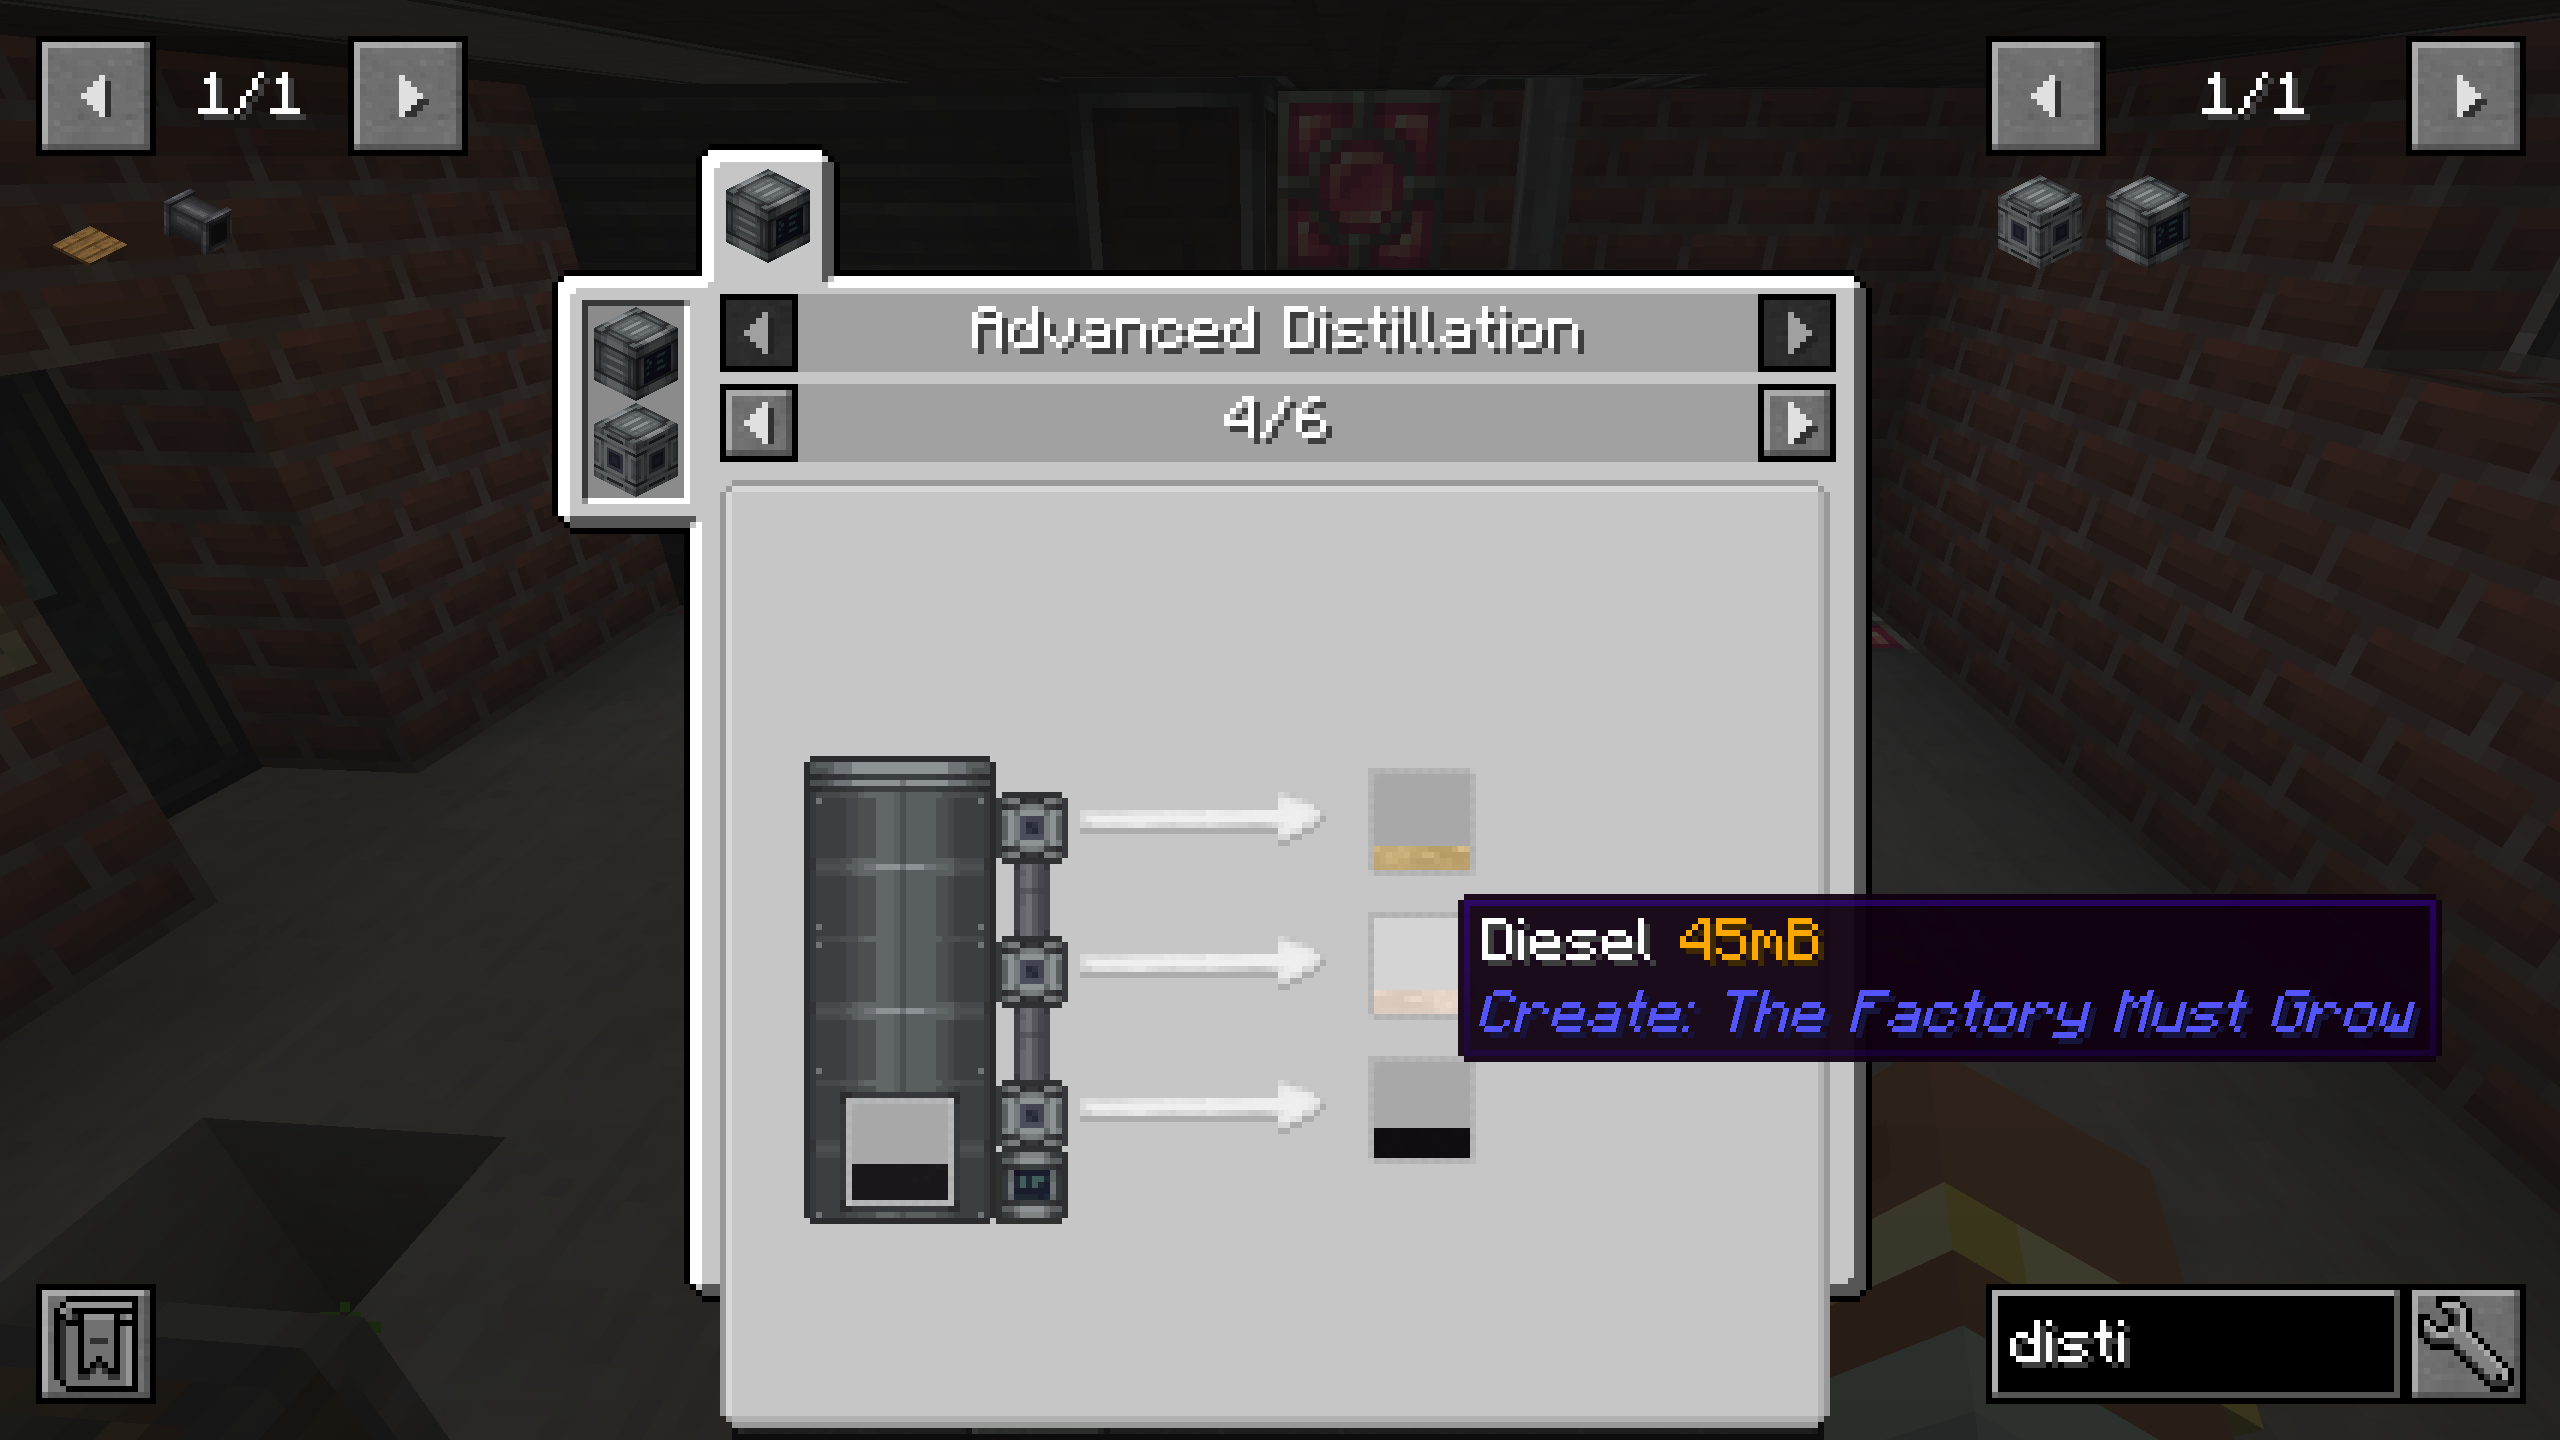 1/1
1/1
Advanced Distillation
4/6
Diesel 45mB
Create: The Factory Must Grow
disti